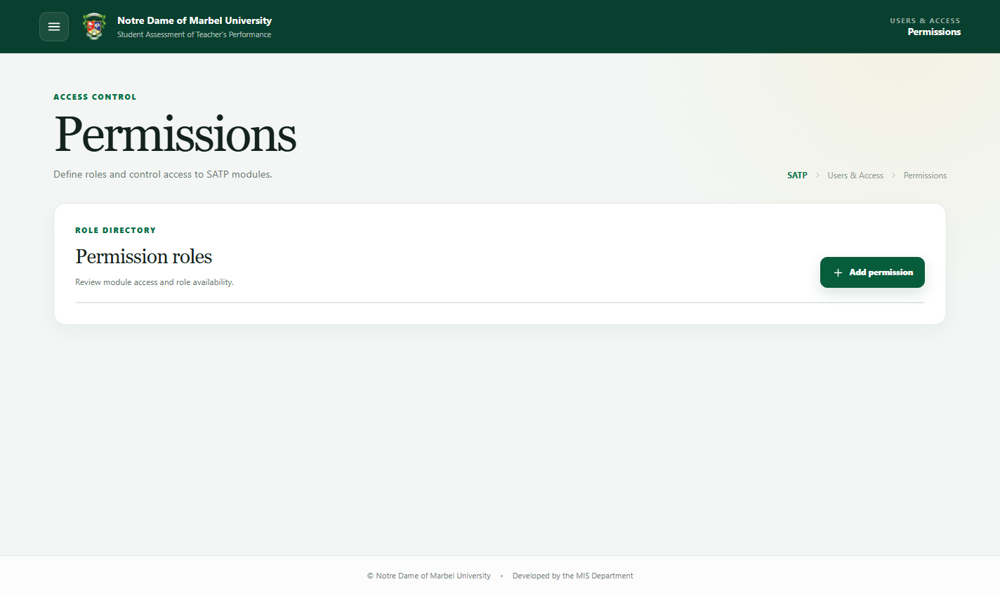 Notre Dame of Marbel University
Student Assessment of Teacher's Performance
USERS & ACCESS
Permissions
ACCESS CONTROL
Permissions
Define roles and control access to SATP modules.
SATP > Users & Access > Permissions
ROLE DIRECTORY
Permission roles
Review module access and role availability.
+ Add permission
© Notre Dame of Marbel University • Developed by the MIS Department